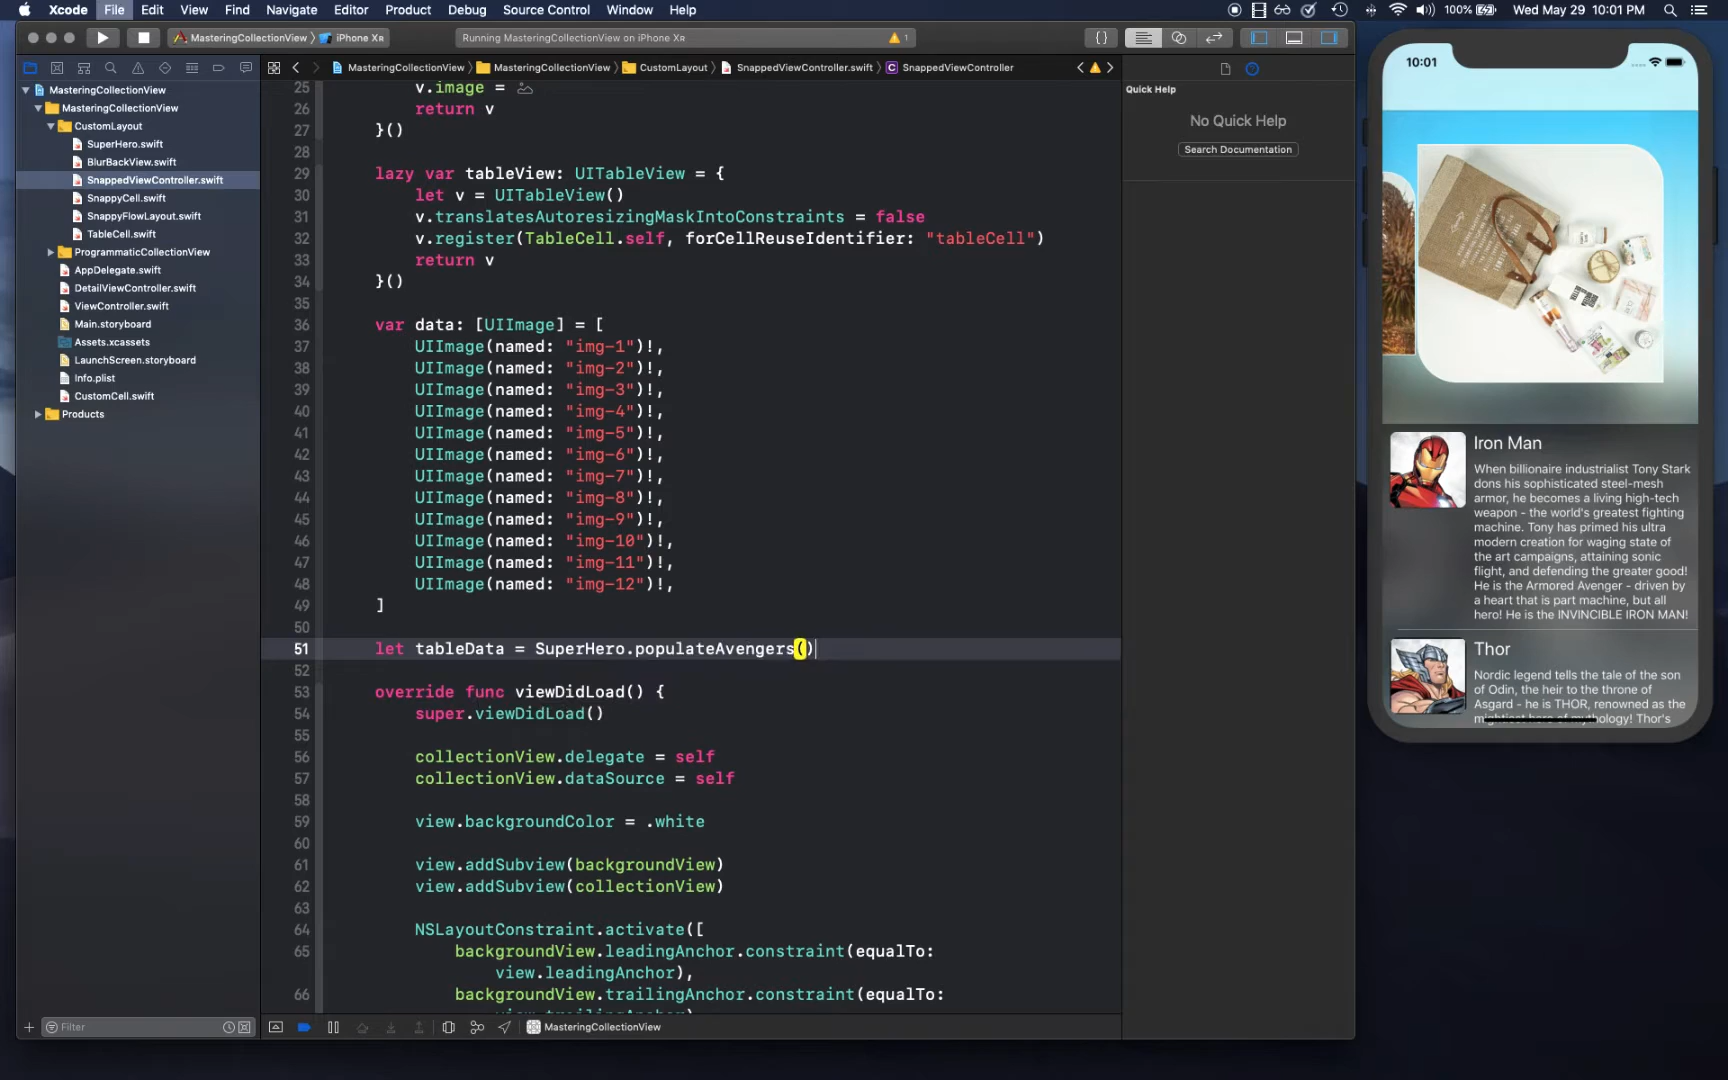 Xcode File Edit View Find Navigate Editor Product Debug Source Control Window Help
100% Wed May 29 10:01 PM
MasteringCollectionView iPhone XR
Running MasteringCollectionView on iPhone XR
1
MasteringCollectionView MasteringCollectionView CustomLayout SnappedViewController.swift C SnappedViewController
MasteringCollectionView
MasteringCollectionView
CustomLayout
SuperHero.swift
BlurBackView.swift
SnappedViewController.swift
SnappyCell.swift
SnappyFlowLayout.swift
TableCell.swift
ProgrammaticCollectionView
AppDelegate.swift
DetailViewController.swift
ViewController.swift
Main.storyboard
Assets.xcassets
LaunchScreen.storyboard
Info.plist
CustomCell.swift
Products
Filter
25 v.image =
26 return v
27 }()
28
29 lazy var tableView: UITableView = {
30 let v = UITableView()
31 v.translatesAutoresizingMaskIntoConstraints = false
32 v.register(TableCell.self, forCellReuseIdentifier: "tableCell")
33 return v
34 }()
35
36 var data: [UIImage] = [
37 UIImage(named: "img-1")!,
38 UIImage(named: "img-2")!,
39 UIImage(named: "img-3")!,
40 UIImage(named: "img-4")!,
41 UIImage(named: "img-5")!,
42 UIImage(named: "img-6")!,
43 UIImage(named: "img-7")!,
44 UIImage(named: "img-8")!,
45 UIImage(named: "img-9")!,
46 UIImage(named: "img-10")!,
47 UIImage(named: "img-11")!,
48 UIImage(named: "img-12")!,
49 ]
50
51 let tableData = SuperHero.populateAvengers()
52
53 override func viewDidLoad() {
54 super.viewDidLoad()
55
56 collectionView.delegate = self
57 collectionView.dataSource = self
58
59 view.backgroundColor = .white
60
61 view.addSubview(backgroundView)
62 view.addSubview(collectionView)
63
64 NSLayoutConstraint.activate([
65 backgroundView.leadingAnchor.constraint(equalTo:
view.leadingAnchor),
66 backgroundView.trailingAnchor.constraint(equalTo:
view.trailingAnchor),
MasteringCollectionView
Quick Help
No Quick Help
Search Documentation
10:01
Iron Man
When billionaire industrialist Tony Stark
dons his sophisticated steel-mesh
armor, he becomes a living high-tech
weapon - the world's greatest fighting
machine. Tony has primed his ultra
modern creation for waging state of
the art campaigns, attaining sonic
flight, and defending the greater good!
He is the Armored Avenger - driven by
a heart that is part machine, but all
hero! He is the INVINCIBLE IRON MAN!
Thor
Nordic legend tells the tale of the son
of Odin, the heir to the throne of
Asgard - he is THOR, renowned as the
mightiest hero of mythology! Thor's